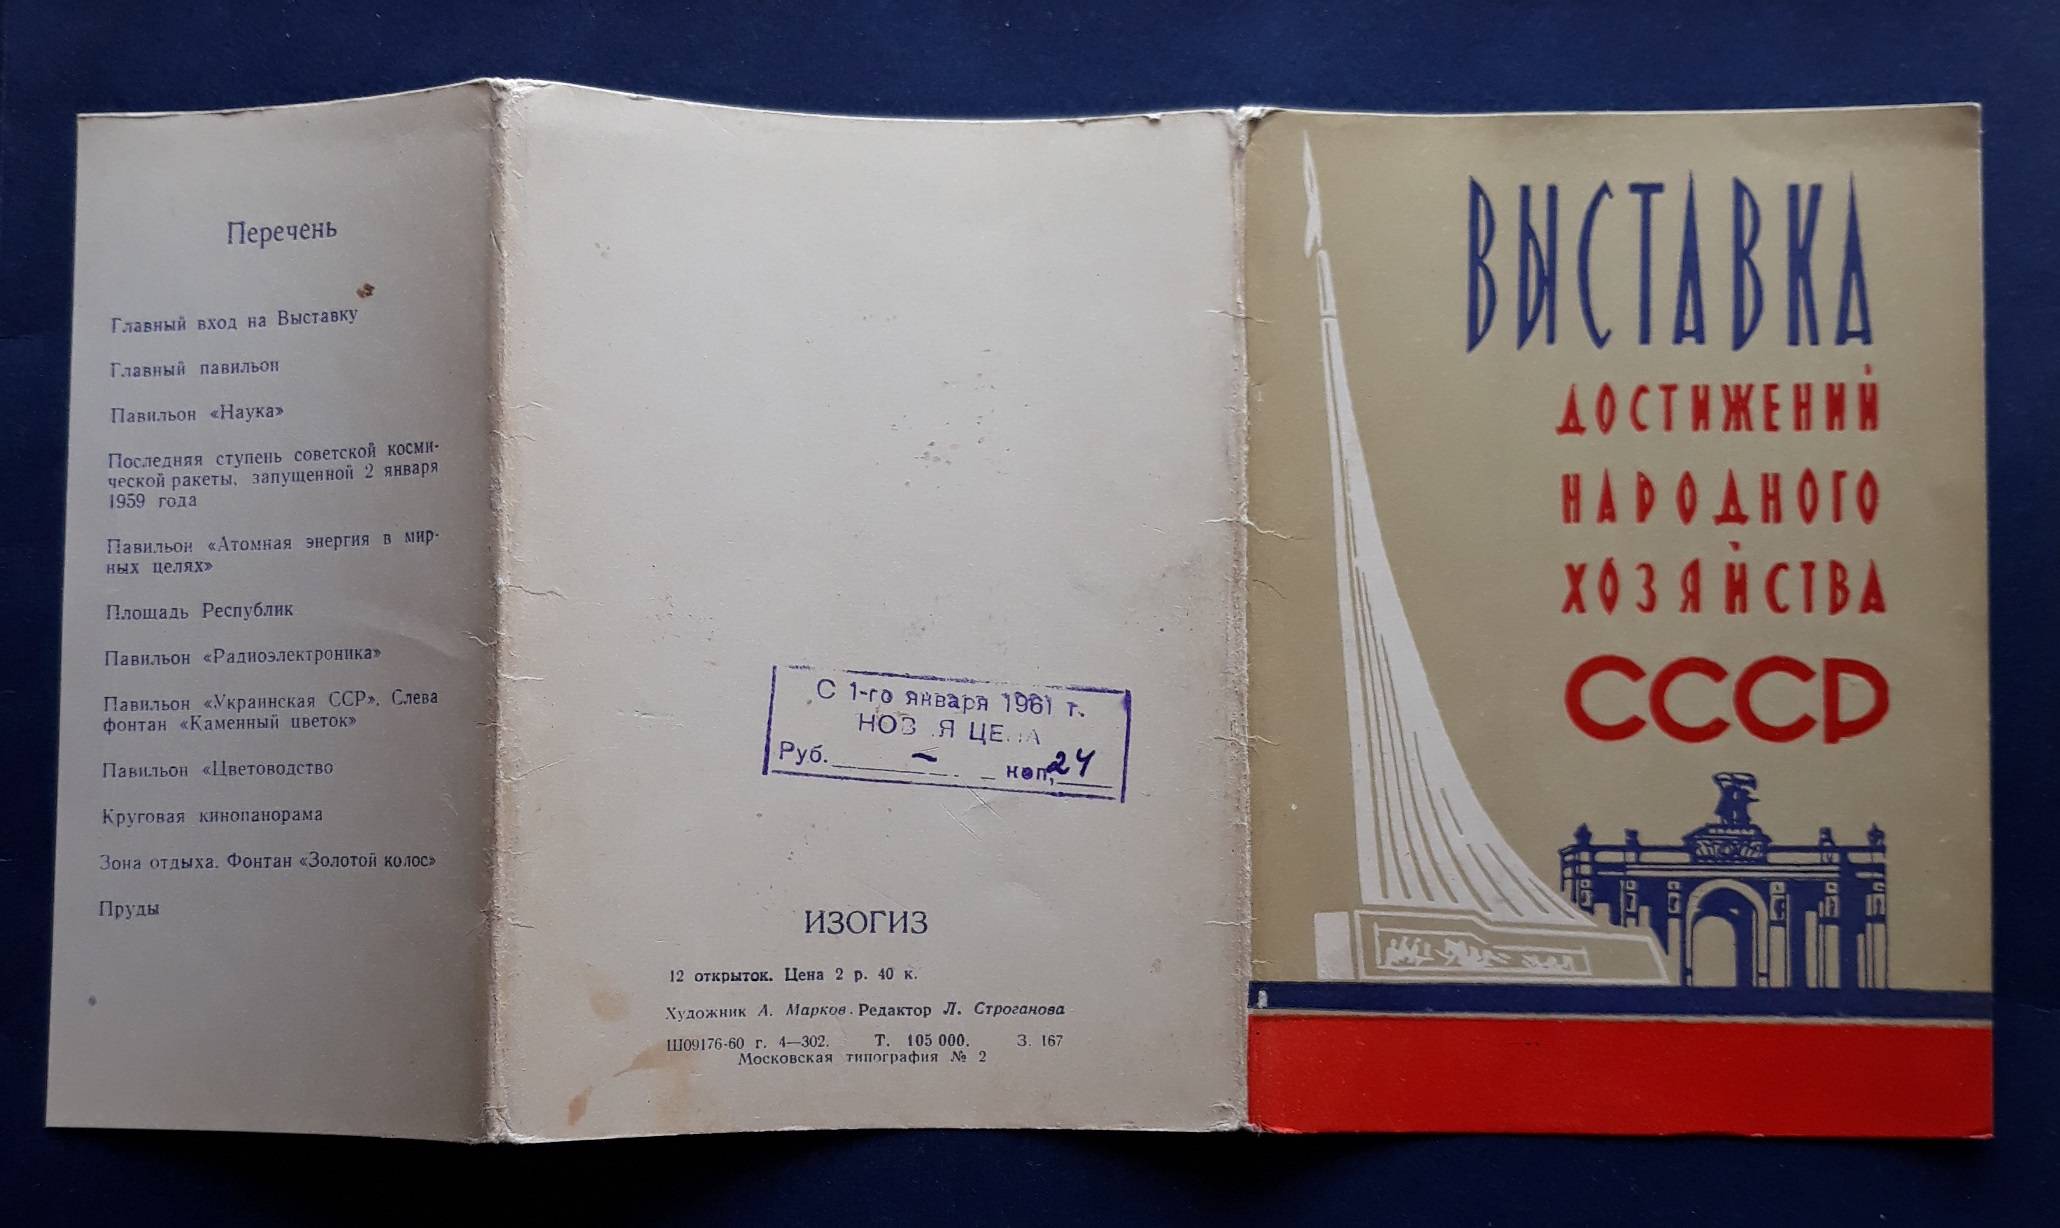 Перечень
Главный вход на Выставку
Главный павильон
Павильон «Наука»
Последняя ступень советской косми-
ческой ракеты, запущенной 2 января
1959 года
Павильон «Атомная энергия в мир-
ных целях»
Площадь Республик
Павильон «Радиоэлектроника»
Павильон «Украинская ССР». Слева
фонтан «Каменный цветок»
Павильон «Цветоводство
Круговая кинопанорама
Зона отдыха. Фонтан «Золотой колос»
Пруды
С 1-го января 1961 г.
НОВАЯ ЦЕНА
Руб. – коп, 24
ИЗОГИЗ
12 открыток. Цена 2 р. 40 к.
Художник А. Марков. Редактор Л. Строганова
Ш09176-60 г. 4—302. Т. 105 000. З. 167
Московская типография № 2
ВЫСТАВКА
ДОСТИЖЕНИЙ
НАРОДНОГО
ХОЗЯЙСТВА
СССР